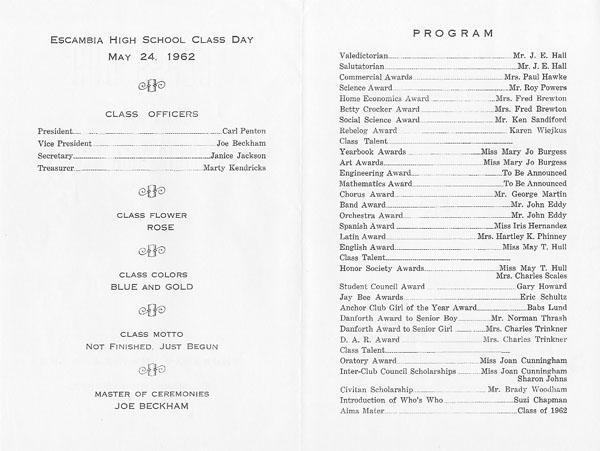 Escambia High School Class Day
May 24, 1962
CLASS OFFICERS
President Carl Penton
Vice President Joe Beckham
Secretary Janice Jackson
Treasurer Marty Kendricks
CLASS FLOWER
ROSE
CLASS COLORS
BLUE and GOLD
CLASS MOTTO
Not Finished, Just Begun
MASTER OF CEREMONIES
JOE BECKHAM
PROGRAM
Valedictorian Mr. J. E. Hall
Salutatorian Mr. J. E. Hall
Commercial Awards Mrs. Paul Hawke
Science Award Mr. Roy Powers
Home Economics Award Mrs. Fred Brewton
Betty Crocker Award Mrs. Fred Brewton
Social Science Award Mr. Ken Sandiford
Rebelog Award Karen Wiejkus
Class Talent
Yearbook Awards Miss Mary Jo Burgess
Art Awards Miss Mary Jo Burgess
Engineering Award To Be Announced
Mathematics Award To Be Announced
Chorus Award Mr. George Martin
Band Award Mr. John Eddy
Orchestra Award Mr. John Eddy
Spanish Award Miss Iris Hernandez
Latin Award Mrs. Hartley K. Phinney
English Award Miss May T. Hull
Class Talent
Honor Society Awards Miss May T. Hull
Mrs. Charles Scales
Student Council Award Gary Howard
Jay Bee Awards Eric Schultz
Anchor Club Girl of the Year Award Babs Lund
Danforth Award to Senior Boy Mr. Norman Thrash
Danforth Award to Senior Girl Mrs. Charles Trinkner
D. A. R. Award Mrs. Charles Trinkner
Class Talent
Oratory Award Miss Joan Cunningham
Inter-Club Council Scholarships Miss Joan Cunningham
Sharon Johns
Civitan Scholarship Mr. Brady Woodham
Introduction of Who's Who Suzi Chapman
Alma Mater Class of 1962